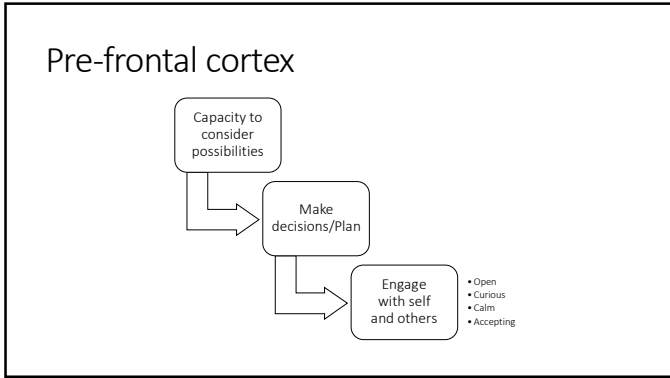 Pre-frontal cortex
Capacity to
consider
possibilities
Make
decisions/Plan
Engage
with self
and others
• Open
• Curious
• Calm
• Accepting